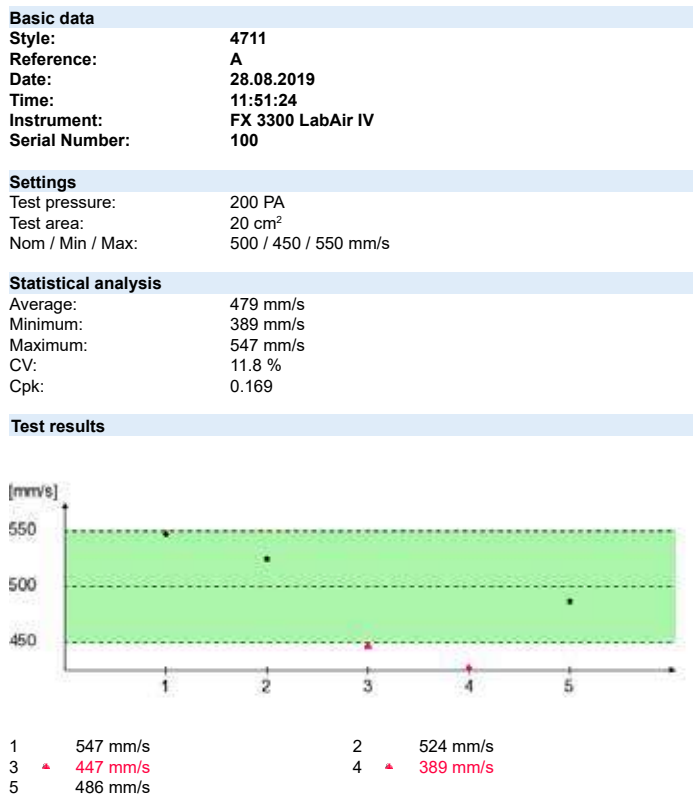 Basic data
Style: 4711
Reference: A
Date: 28.08.2019
Time: 11:51:24
Instrument: FX 3300 LabAir IV
Serial Number: 100
Settings
Test pressure: 200 PA
Test area: 20 cm²
Nom / Min / Max: 500 / 450 / 550 mm/s
Statistical analysis
Average: 479 mm/s
Minimum: 389 mm/s
Maximum: 547 mm/s
CV: 11.8 %
Cpk: 0.169
Test results
[mm/s]
550
500
450
1 2 3 4 5
1 547 mm/s 2 524 mm/s
3 447 mm/s 4 389 mm/s
5 486 mm/s